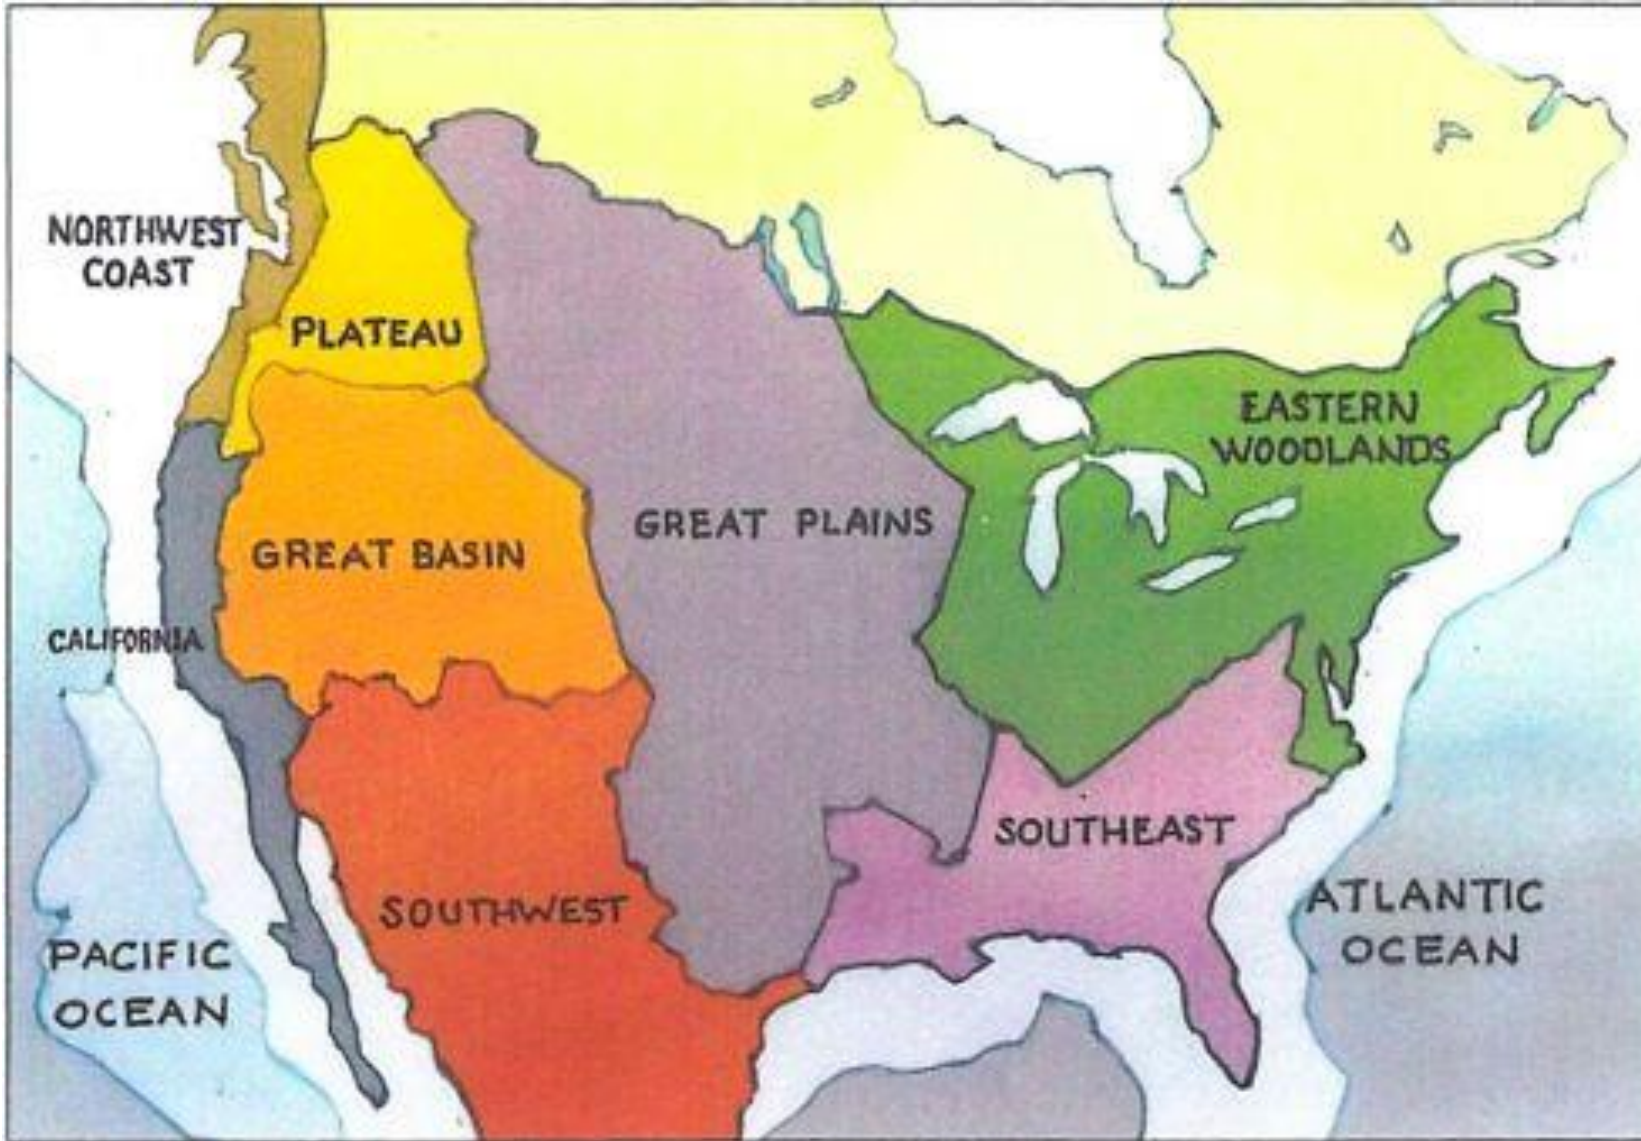 NORTHWEST
COAST
PLATEAU
EASTERN
WOODLANDS
GREAT PLAINS
GREAT BASIN
CALIFORNIA
SOUTHEAST
SOUTHWEST
ATLANTIC
OCEAN
PACIFIC
OCEAN